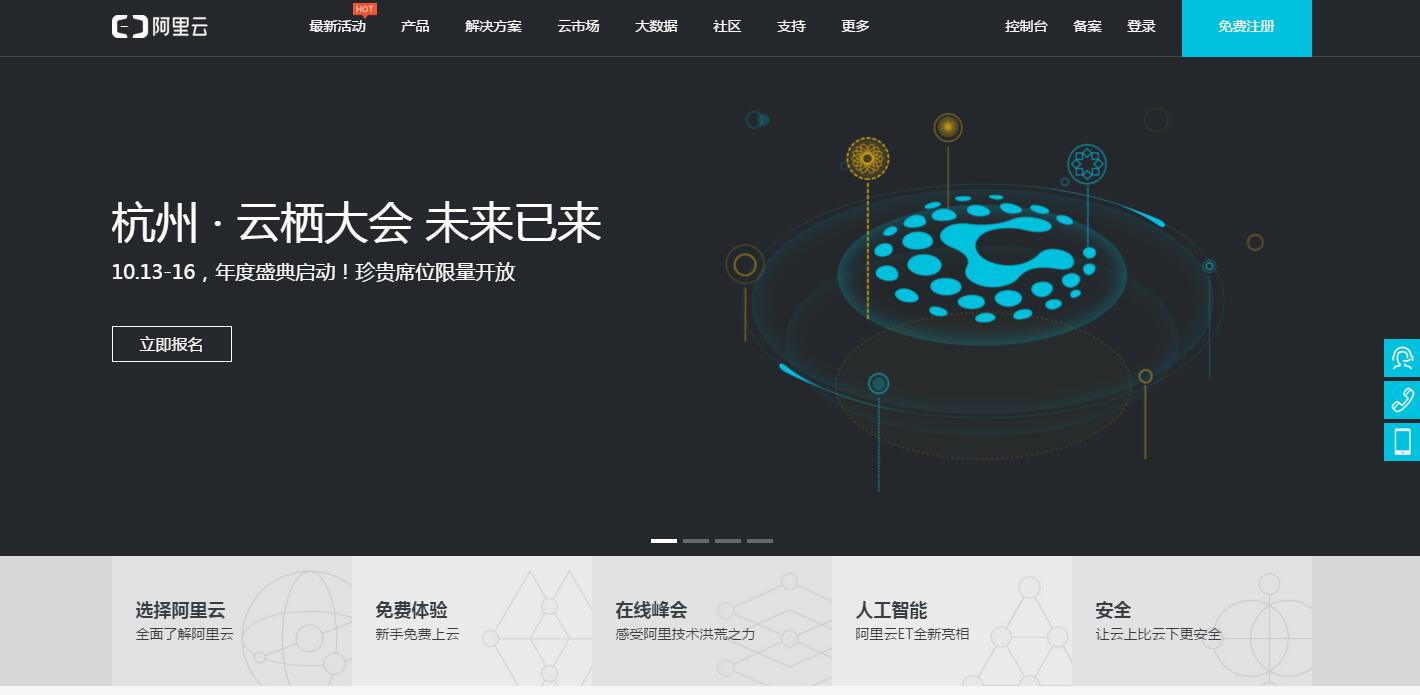 阿里云
最新活动
HOT
产品
解决方案
云市场
大数据
社区
支持
更多
控制台
备案
登录
免费注册
杭州 · 云栖大会 未来已来
10.13-16，年度盛典启动！珍贵席位限量开放
立即报名
选择阿里云
全面了解阿里云
免费体验
新手免费上云
在线峰会
感受阿里技术洪荒之力
人工智能
阿里云ET全新亮相
安全
让云上比云下更安全